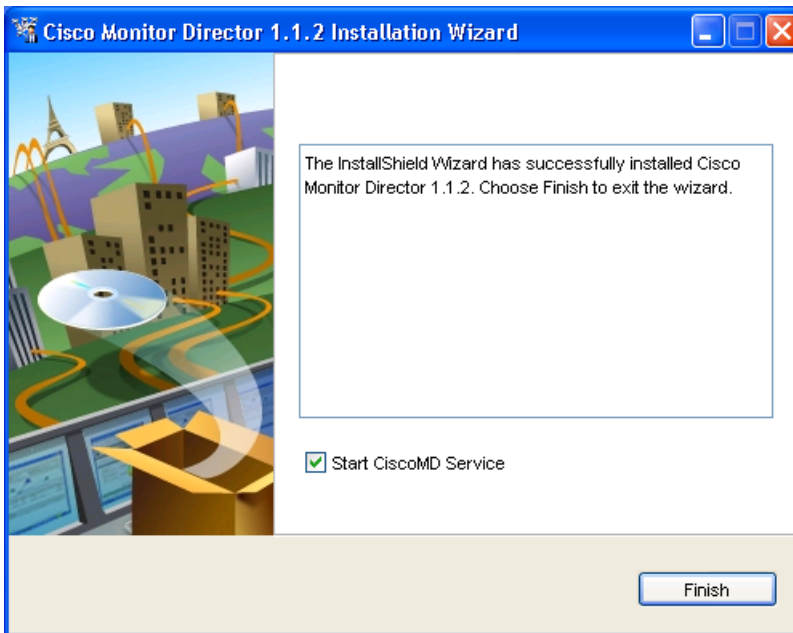 Cisco Monitor Director 1.1.2 Installation Wizard
The InstallShield Wizard has successfully installed Cisco
Monitor Director 1.1.2. Choose Finish to exit the wizard.
Start CiscoMD Service
Finish